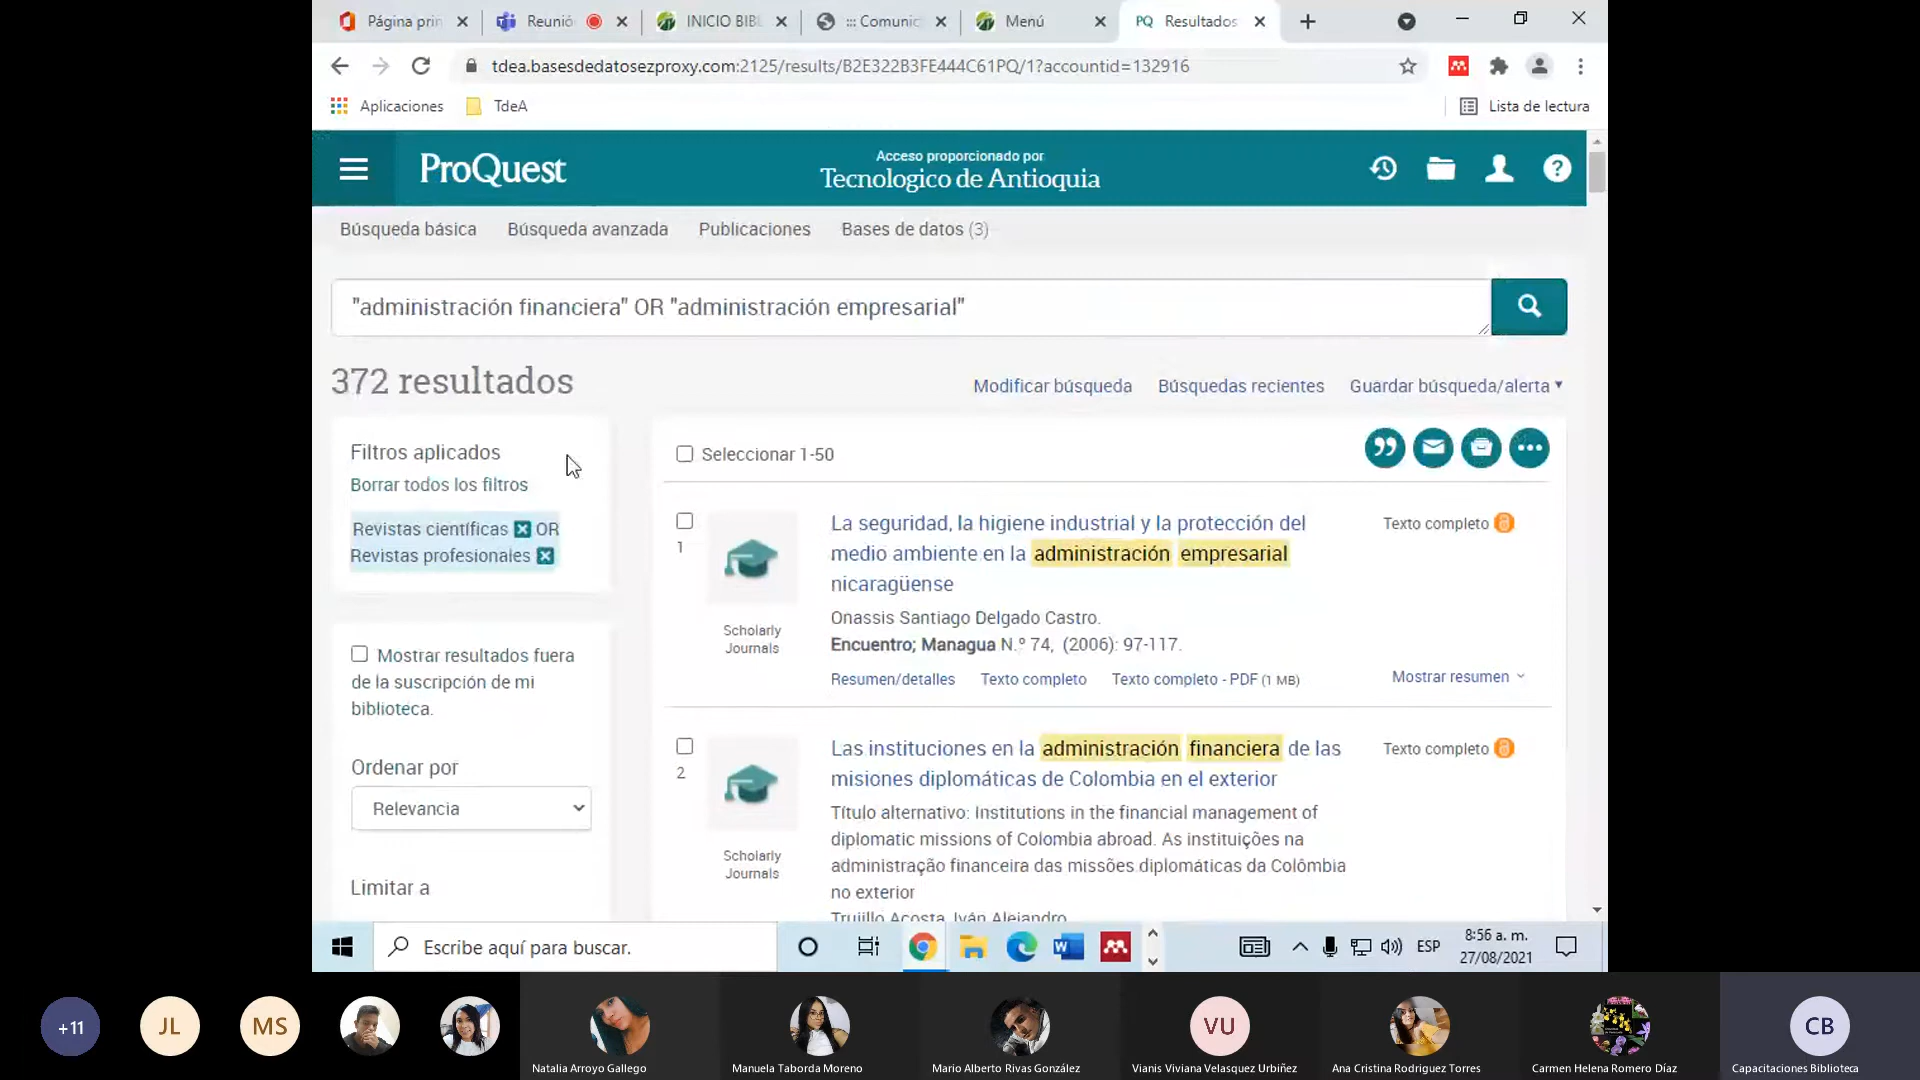 Página prin
Reunió
INICIO BIB
::: Comunic
Menú
PQ Resultados
tdea.basesdedatosezproxy.com:2125/results/B2E322B3FE444C61PQ/1?accountid=132916
Aplicaciones
TdeA
Lista de lectura
ProQuest
Acceso proporcionado por
Tecnologico de Antioquia
Búsqueda básica
Búsqueda avanzada
Publicaciones
Bases de datos (3)
"administración financiera" OR "administración empresarial"
372 resultados
Modificar búsqueda
Búsquedas recientes
Guardar búsqueda/alerta
Filtros aplicados
Borrar todos los filtros
Revistas científicas OR
Revistas profesionales
Mostrar resultados fuera
de la suscripción de mi
biblioteca.
Ordenar por
Relevancia
Limitar a
Seleccionar 1-50
1
Scholarly
Journals
La seguridad, la higiene industrial y la protección del
medio ambiente en la administración empresarial
nicaragüense
Texto completo
Onassis Santiago Delgado Castro.
Encuentro; Managua N.º 74, (2006): 97-117.
Resumen/detalles
Texto completo
Texto completo - PDF (1 MB)
Mostrar resumen
2
Scholarly
Journals
Las instituciones en la administración financiera de las
misiones diplomáticas de Colombia en el exterior
Texto completo
Título alternativo: Institutions in the financial management of
diplomatic missions of Colombia abroad. As instituições na
administração financeira das missões diplomáticas da Colômbia
no exterior
Trujillo Acosta, Iván Alejandro
Escribe aquí para buscar.
ESP
8:56 a. m.
27/08/2021
+11
JL
MS
Natalia Arroyo Gallego
Manuela Taborda Moreno
Mario Alberto Rivas González
VU
Vianis Viviana Velasquez Urbiñez
Ana Cristina Rodriguez Torres
Carmen Helena Romero Díaz
CB
Capacitaciones Biblioteca